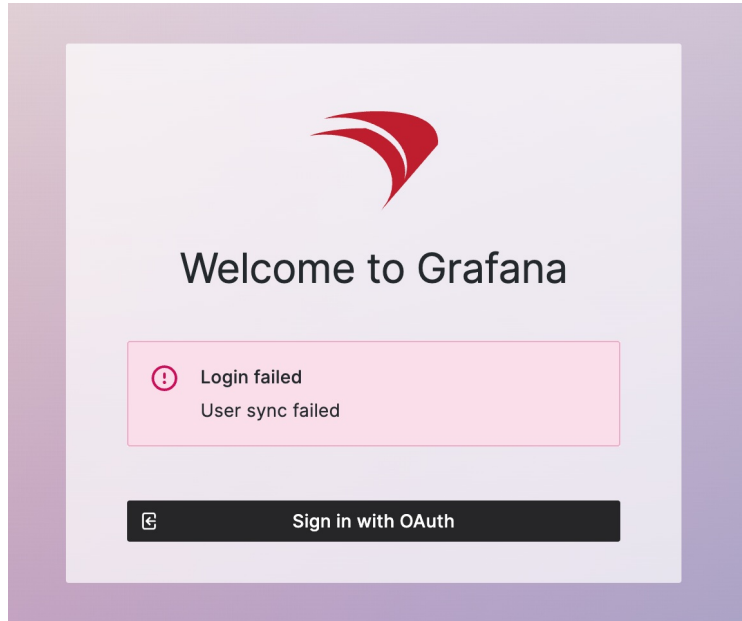 Welcome to Grafana
Login failed
User sync failed
Sign in with OAuth